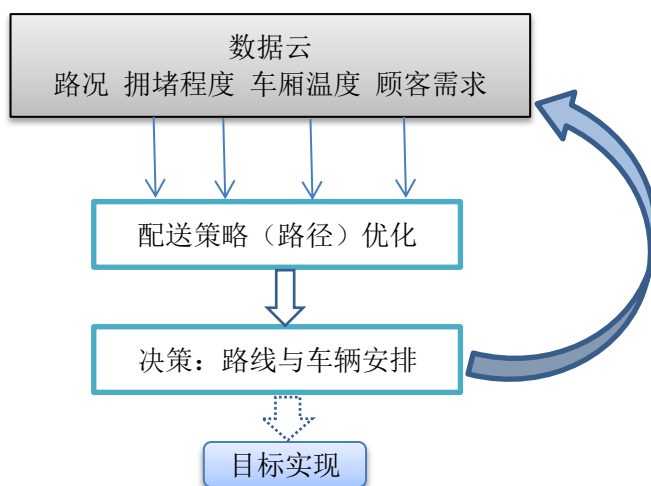 数据云
路况 拥堵程度 车厢温度 顾客需求
配送策略（路径）优化
决策：路线与车辆安排
目标实现